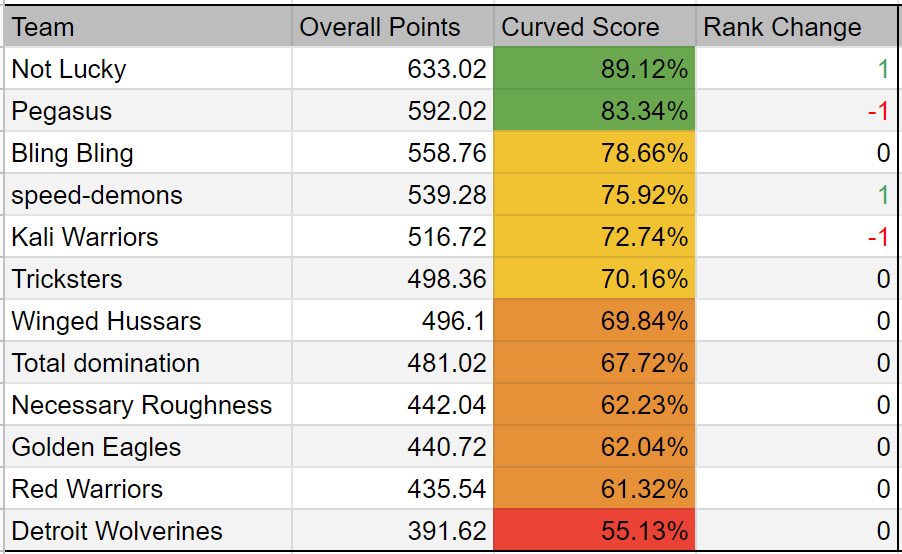 Team Overall Points Curved Score Rank Change
Not Lucky 633.02 89.12% 1
Pegasus 592.02 83.34% -1
Bling Bling 558.76 78.66% 0
speed-demons 539.28 75.92% 1
Kali Warriors 516.72 72.74% -1
Tricksters 498.36 70.16% 0
Winged Hussars 496.1 69.84% 0
Total domination 481.02 67.72% 0
Necessary Roughness 442.04 62.23% 0
Golden Eagles 440.72 62.04% 0
Red Warriors 435.54 61.32% 0
Detroit Wolverines 391.62 55.13% 0